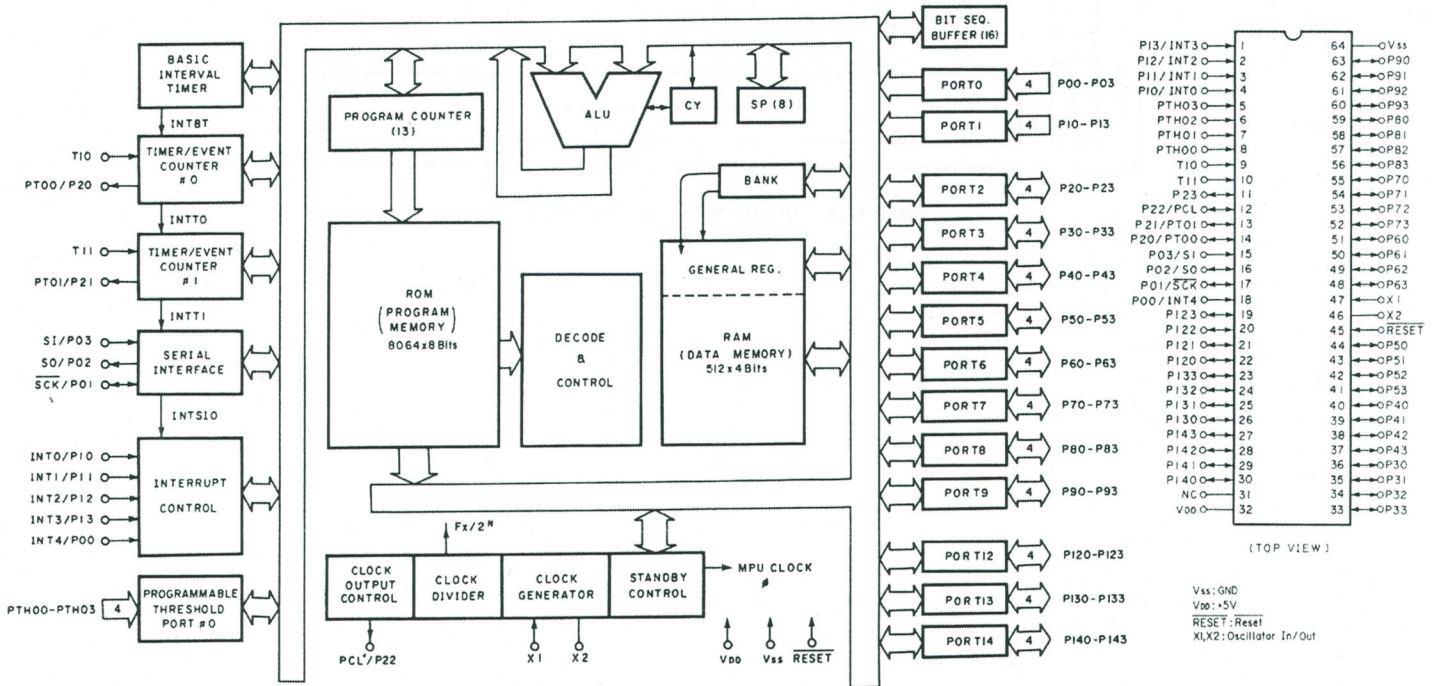 BASIC
INTERVAL
TIMER
INTBT
TI0
PT00/P20
TIMER/EVENT
COUNTER
#0
INTT0
TI1
PT01/P21
TIMER/EVENT
COUNTER
#1
INTT1
SI/P03
SO/P02
SCK/P01
SERIAL
INTERFACE
INTSIO
INT0/P10
INT1/P11
INT2/P12
INT3/P13
INT4/P00
INTERRUPT
CONTROL
PTH00-PTH03
4
PROGRAMMABLE
THRESHOLD
PORT #0
PROGRAM COUNTER
(13)
ALU
CY
SP (8)
BANK
ROM
(PROGRAM
MEMORY)
8064x8Bits
DECODE
&
CONTROL
GENERAL REG.
RAM
(DATA MEMORY)
512x4Bits
Fx/2ᴺ
CLOCK
OUTPUT
CONTROL
CLOCK
DIVIDER
CLOCK
GENERATOR
STANDBY
CONTROL
MPU CLOCK
ϕ
PCL/P22
X1
X2
VDD
Vss
RESET
BIT SEQ.
BUFFER (16)
PORT0 4 P00-P03
PORT1 4 P10-P13
PORT2 4 P20-P23
PORT3 4 P30-P33
PORT4 4 P40-P43
PORT5 4 P50-P53
PORT6 4 P60-P63
PORT7 4 P70-P73
PORT8 4 P80-P83
PORT9 4 P90-P93
PORT12 4 P120-P123
PORT13 4 P130-P133
PORT14 4 P140-P143
P13/INT3 1 64 Vss
P12/INT2 2 63 P90
P11/INT1 3 62 P91
P10/INT0 4 61 P92
PTH03 5 60 P93
PTH02 6 59 P80
PTH01 7 58 P81
PTH00 8 57 P82
TI0 9 56 P83
TI1 10 55 P70
P23 11 54 P71
P22/PCL 12 53 P72
P21/PT01 13 52 P73
P20/PT00 14 51 P60
P03/SI 15 50 P61
P02/SO 16 49 P62
P01/SCK 17 48 P63
P00/INT4 18 47 X1
P123 19 46 X2
P122 20 45 RESET
P121 21 44 P50
P120 22 43 P51
P133 23 42 P52
P132 24 41 P53
P131 25 40 P40
P130 26 39 P41
P143 27 38 P42
P142 28 37 P43
P141 29 36 P30
P140 30 35 P31
NC 31 34 P32
VDD 32 33 P33
(TOP VIEW)
Vss: GND
VDD: +5V
RESET: Reset
X1,X2: Oscillator In/Out